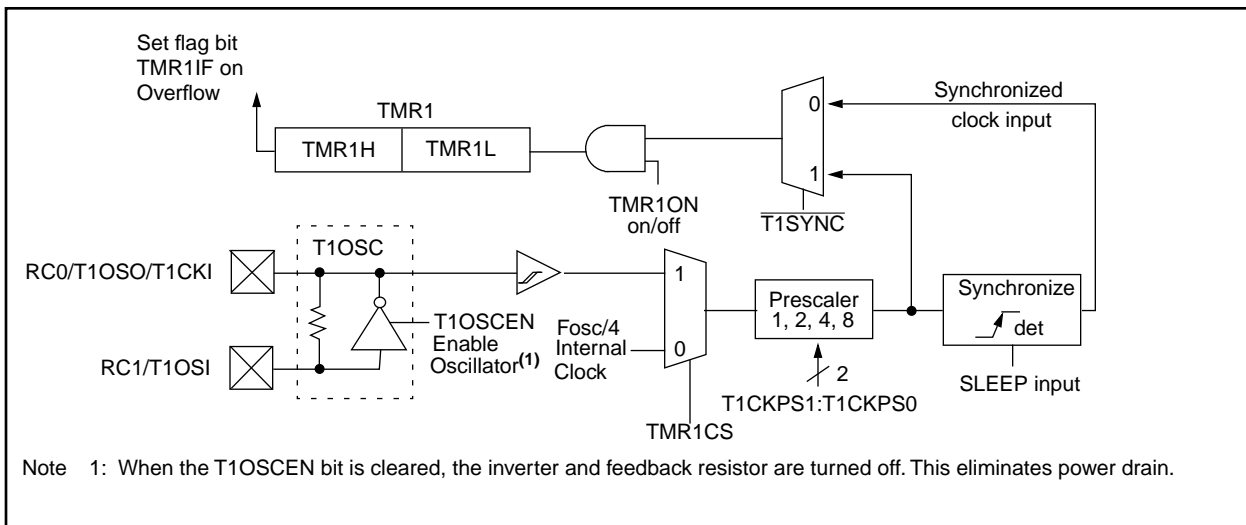 Set flag bit
TMR1IF on
Overflow
TMR1
TMR1H
TMR1L
TMR1ON
on/off
0
1
T1SYNC
Synchronized
clock input
RC0/T1OSO/T1CKI
RC1/T1OSI
T1OSC
T1OSCEN
Enable
Oscillator(1)
Fosc/4
Internal
Clock
1
0
TMR1CS
Prescaler
1, 2, 4, 8
2
T1CKPS1:T1CKPS0
Synchronize
det
SLEEP input
Note 1: When the T1OSCEN bit is cleared, the inverter and feedback resistor are turned off. This eliminates power drain.